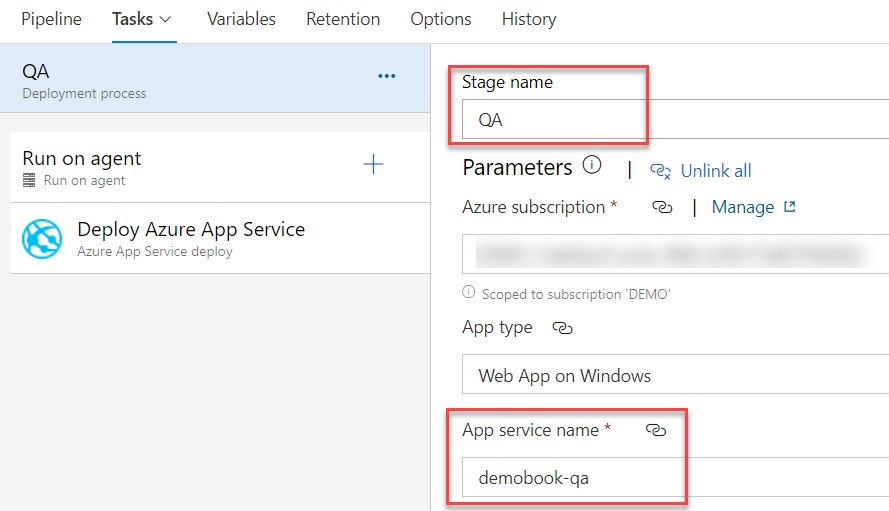 Pipeline Tasks Variables Retention Options History
QA
Deployment process
Run on agent
Run on agent
Deploy Azure App Service
Azure App Service deploy
Stage name
QA
Parameters | Unlink all
Azure subscription * | Manage
Scoped to subscription 'DEMO'
App type
Web App on Windows
App service name *
demobook-qa